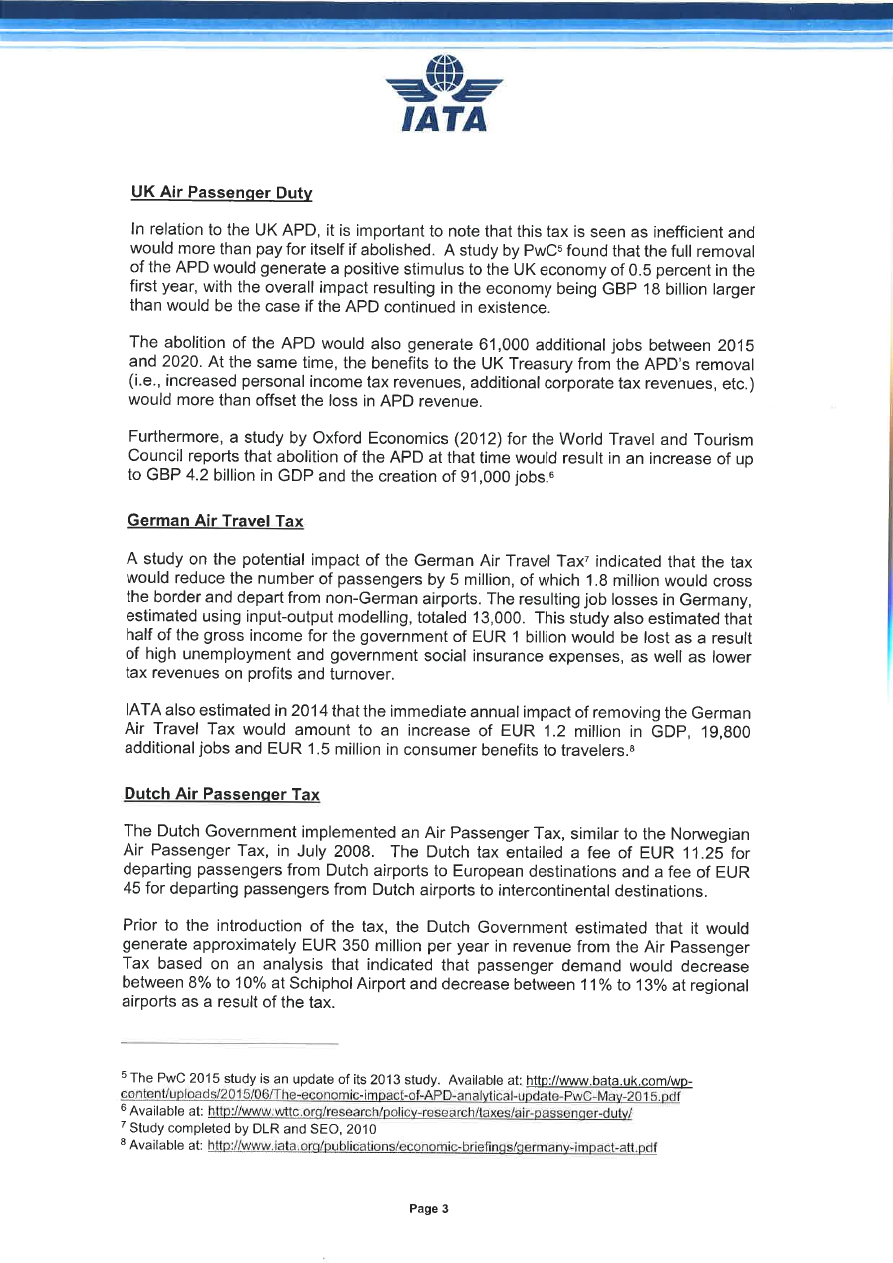 IATA
UK Air Passenger Duty
In relation to the UK APD, it is important to note that this tax is seen as inefficient and
would more than pay for itself if abolished. A study by PwC⁵ found that the full removal
of the APD would generate a positive stimulus to the UK economy of 0.5 percent in the
first year, with the overall impact resulting in the economy being GBP 18 billion larger
than would be the case if the APD continued in existence.
The abolition of the APD would also generate 61,000 additional jobs between 2015
and 2020. At the same time, the benefits to the UK Treasury from the APD's removal
(i.e., increased personal income tax revenues, additional corporate tax revenues, etc.)
would more than offset the loss in APD revenue.
Furthermore, a study by Oxford Economics (2012) for the World Travel and Tourism
Council reports that abolition of the APD at that time would result in an increase of up
to GBP 4.2 billion in GDP and the creation of 91,000 jobs.⁶
German Air Travel Tax
A study on the potential impact of the German Air Travel Tax⁷ indicated that the tax
would reduce the number of passengers by 5 million, of which 1.8 million would cross
the border and depart from non-German airports. The resulting job losses in Germany,
estimated using input-output modelling, totaled 13,000. This study also estimated that
half of the gross income for the government of EUR 1 billion would be lost as a result
of high unemployment and government social insurance expenses, as well as lower
tax revenues on profits and turnover.
IATA also estimated in 2014 that the immediate annual impact of removing the German
Air Travel Tax would amount to an increase of EUR 1.2 million in GDP, 19,800
additional jobs and EUR 1.5 million in consumer benefits to travelers.⁸
Dutch Air Passenger Tax
The Dutch Government implemented an Air Passenger Tax, similar to the Norwegian
Air Passenger Tax, in July 2008. The Dutch tax entailed a fee of EUR 11.25 for
departing passengers from Dutch airports to European destinations and a fee of EUR
45 for departing passengers from Dutch airports to intercontinental destinations.
Prior to the introduction of the tax, the Dutch Government estimated that it would
generate approximately EUR 350 million per year in revenue from the Air Passenger
Tax based on an analysis that indicated that passenger demand would decrease
between 8% to 10% at Schiphol Airport and decrease between 11% to 13% at regional
airports as a result of the tax.
⁵ The PwC 2015 study is an update of its 2013 study. Available at: http://www.bata.uk.com/wp-
content/uploads/2015/06/The-economic-impact-of-APD-analytical-update-PwC-May-2015.pdf
⁶ Available at: http://www.wttc.org/research/policy-research/taxes/air-passenger-duty/
⁷ Study completed by DLR and SEO, 2010
⁸ Available at: http://www.iata.org/publications/economic-briefings/germany-impact-att.pdf
Page 3